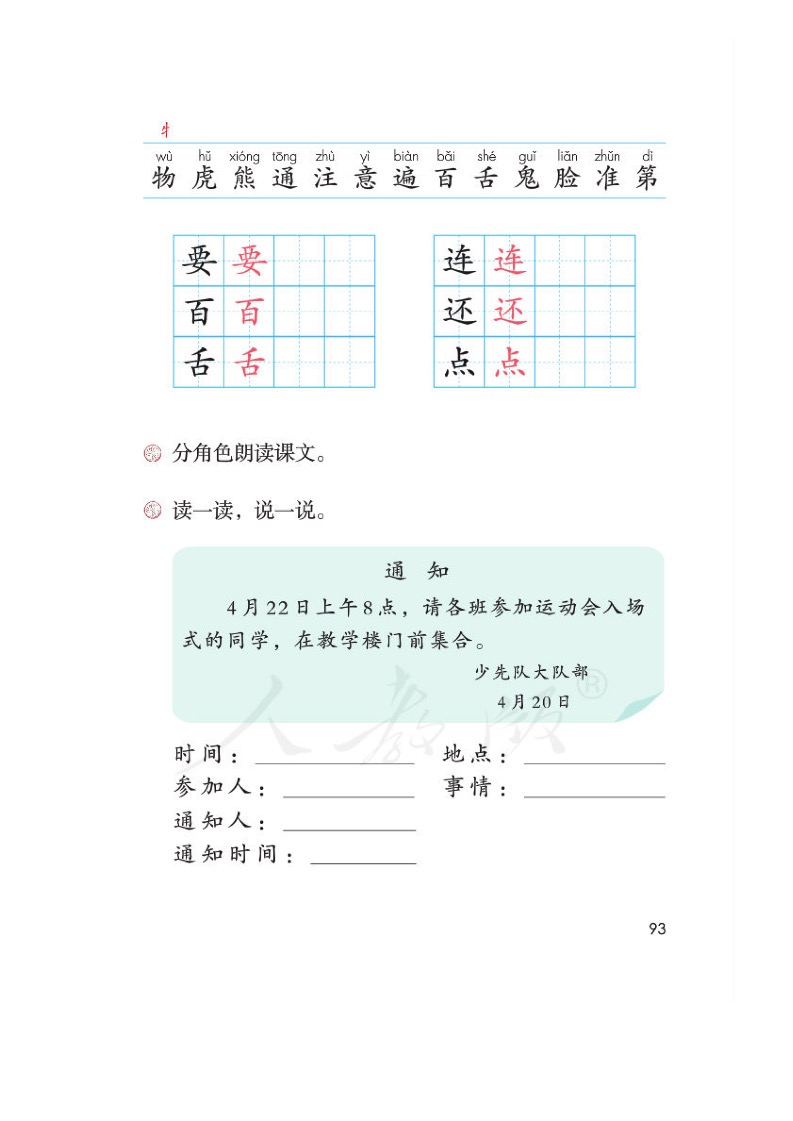 牜
wù hǔ xióng tōng zhù yì biàn bǎi shé guǐ liǎn zhǔn dì
物 虎 熊 通 注 意 遍 百 舌 鬼 脸 准 第
要 要 连 连
百 百 还 还
舌 舌 点 点
分角色朗读课文。
读一读，说一说。
通 知
4月22日上午8点，请各班参加运动会入场
式的同学，在教学楼门前集合。
少先队大队部
4月20日
人教版®
时间： 地点：
参加人： 事情：
通知人：
通知时间：
93